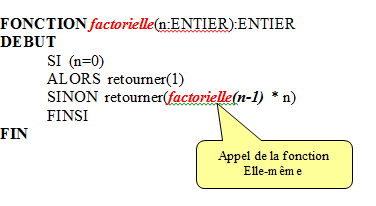 FONCTION factorielle(n:ENTIER):ENTIER
DEBUT
SI (n=0)
ALORS retourner(1)
SINON retourner(factorielle(n-1) * n)
FINSI
FIN
Appel de la fonction
Elle-même